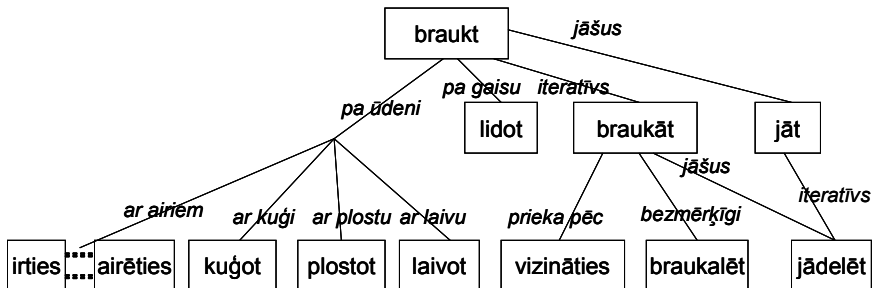 braukt
jāšus
pa ūdeni
pa gaisu
iteratīvs
lidot
braukāt
jāt
jāšus
iteratīvs
ar airiem
ar kuģi
ar plostu
ar laivu
prieka pēc
bezmērķīgi
irties
airēties
kuģot
plostot
laivot
vizināties
braukalēt
jādelēt